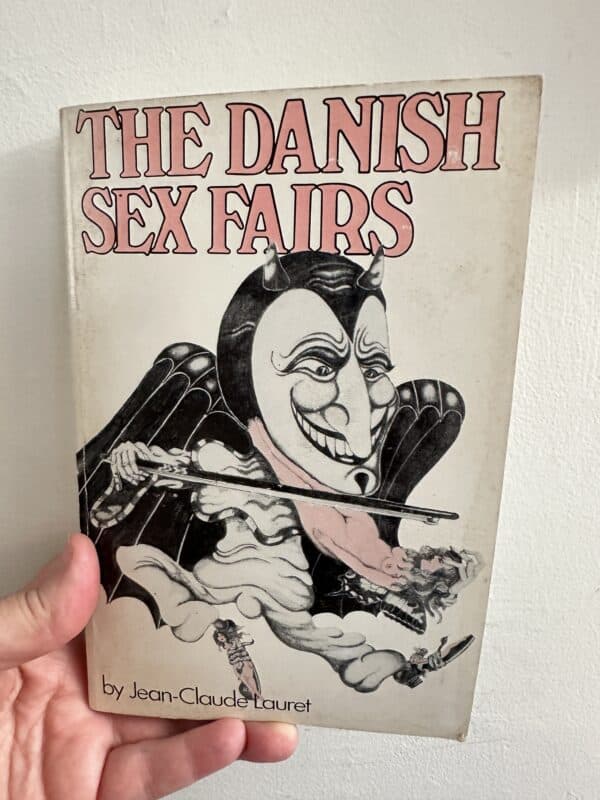 THE DANISH
SEX FAIRS
by Jean-Claude Lauret